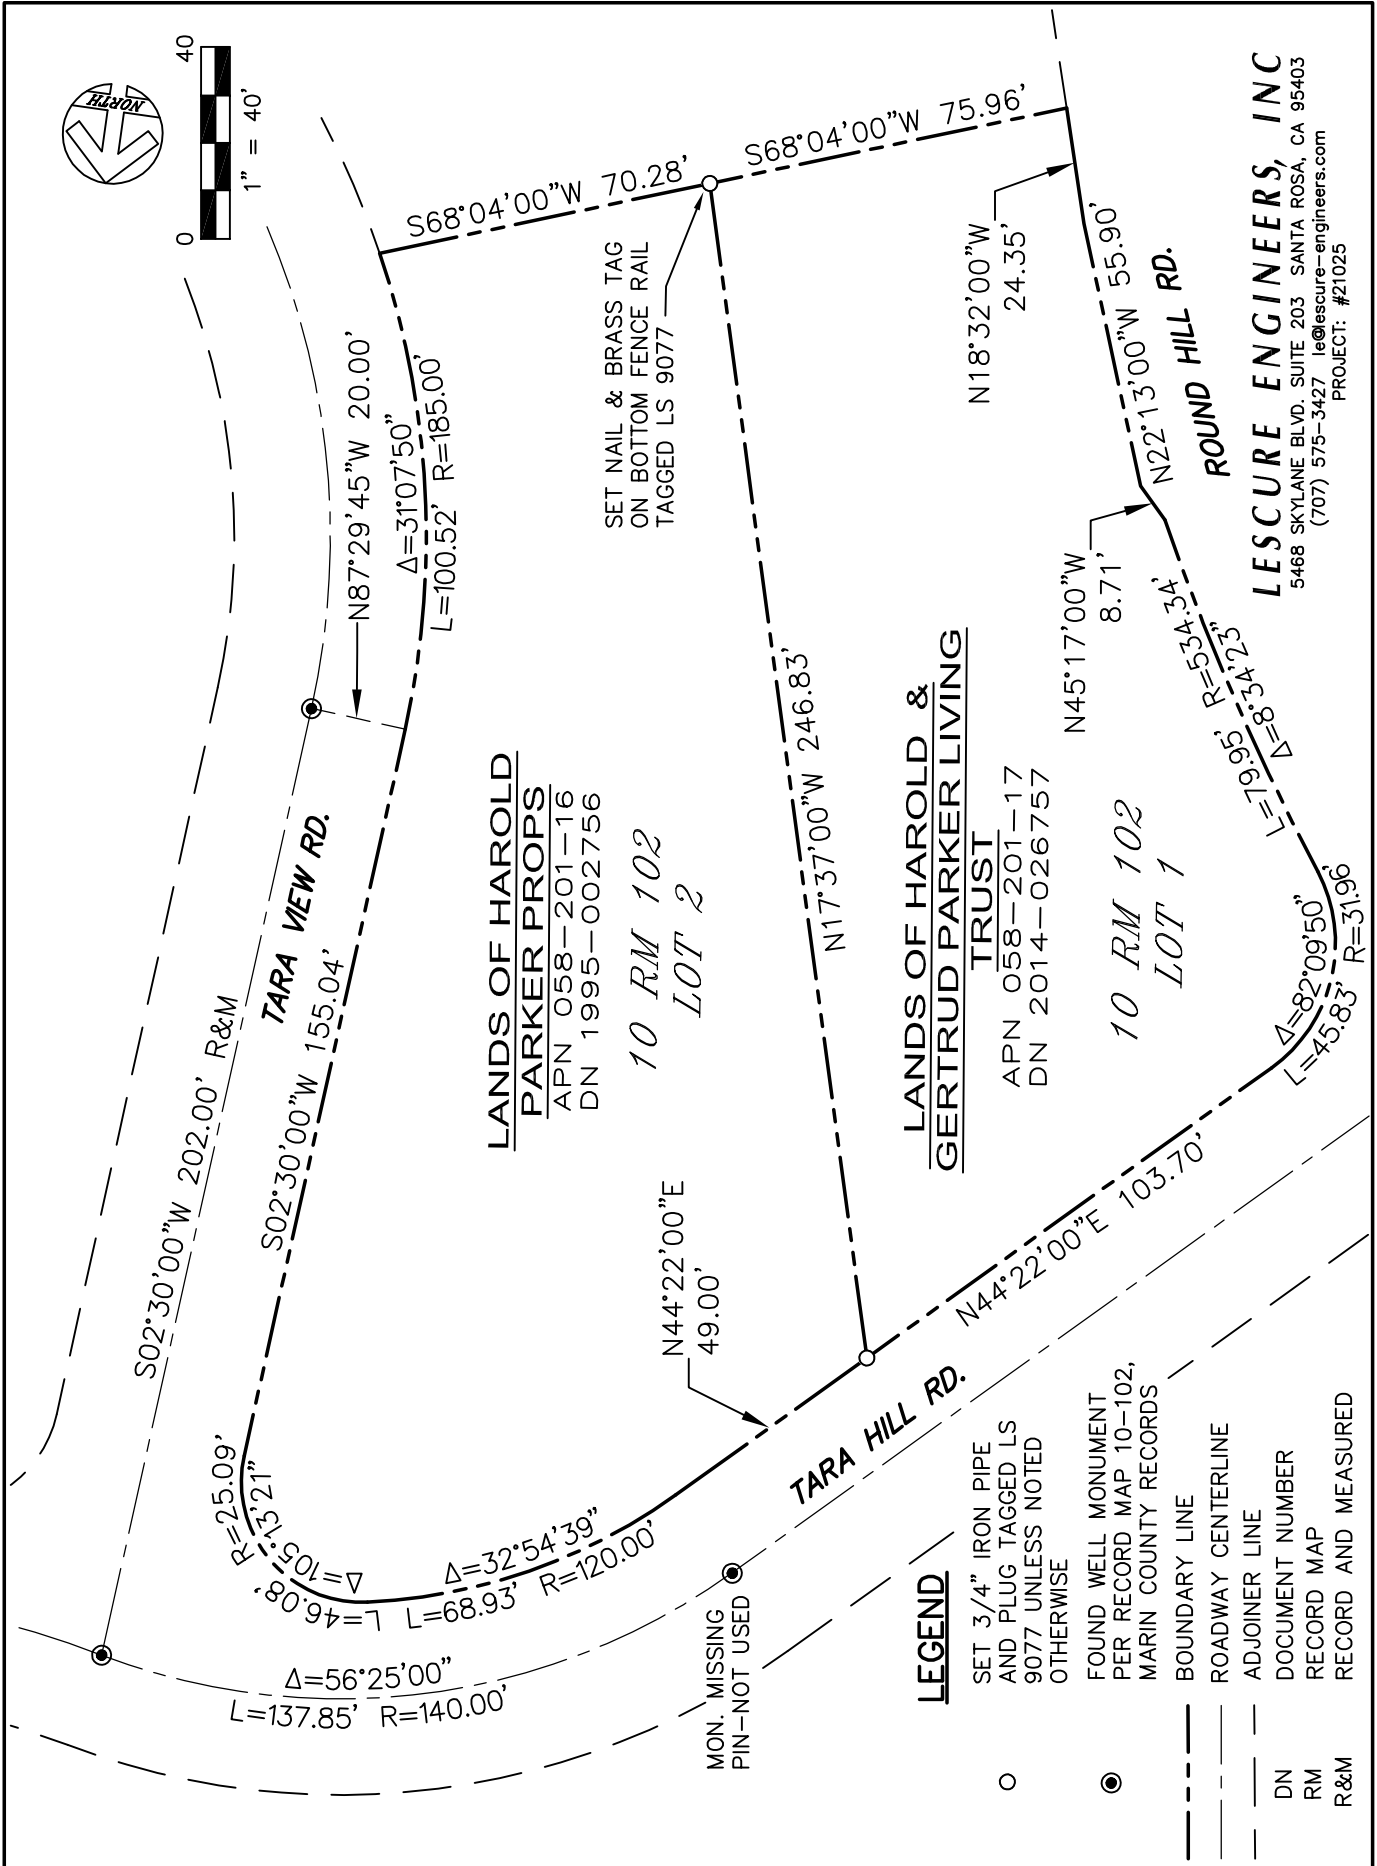 NORTH
0 40
1" = 40'
S02°30'00"W 202.00' R&M
TARA VIEW RD.
N87°29'45"W 20.00'
S02°30'00"W 155.04'
Δ=31°07'50"
L=100.52' R=185.00'
S68°04'00"W 70.28'
S68°04'00"W 75.96'
SET NAIL & BRASS TAG
ON BOTTOM FENCE RAIL
TAGGED LS 9077
R=25.09'
Δ=105°13'21"
L=46.08'
Δ=32°54'39"
L=68.93' R=120.00'
Δ=56°25'00"
L=137.85' R=140.00'
LANDS OF HAROLD
PARKER PROPS
APN 058-201-16
DN 1995-002756
10 RM 102
LOT 2
N44°22'00"E
49.00'
N17°37'00"W 246.83'
MON. MISSING
PIN-NOT USED
TARA HILL RD.
N44°22'00"E 103.70'
LANDS OF HAROLD &
GERTRUD PARKER LIVING
TRUST
APN 058-201-17
DN 2014-026757
10 RM 102
LOT 1
N18°32'00"W
24.35'
N22°13'00"W 55.90'
ROUND HILL RD.
N45°17'00"W
8.71'
L=79.95' R=534.34'
Δ=8°34'23"
Δ=82°09'50"
L=45.83' R=31.96'
LEGEND
SET 3/4" IRON PIPE
AND PLUG TAGGED LS
9077 UNLESS NOTED
OTHERWISE
FOUND WELL MONUMENT
PER RECORD MAP 10-102,
MARIN COUNTY RECORDS
BOUNDARY LINE
ROADWAY CENTERLINE
ADJOINER LINE
DN DOCUMENT NUMBER
RM RECORD MAP
R&M RECORD AND MEASURED
LESCURE ENGINEERS, INC
5468 SKYLANE BLVD. SUITE 203 SANTA ROSA, CA 95403
(707) 575-3427 le@lescure-engineers.com
PROJECT: #21025